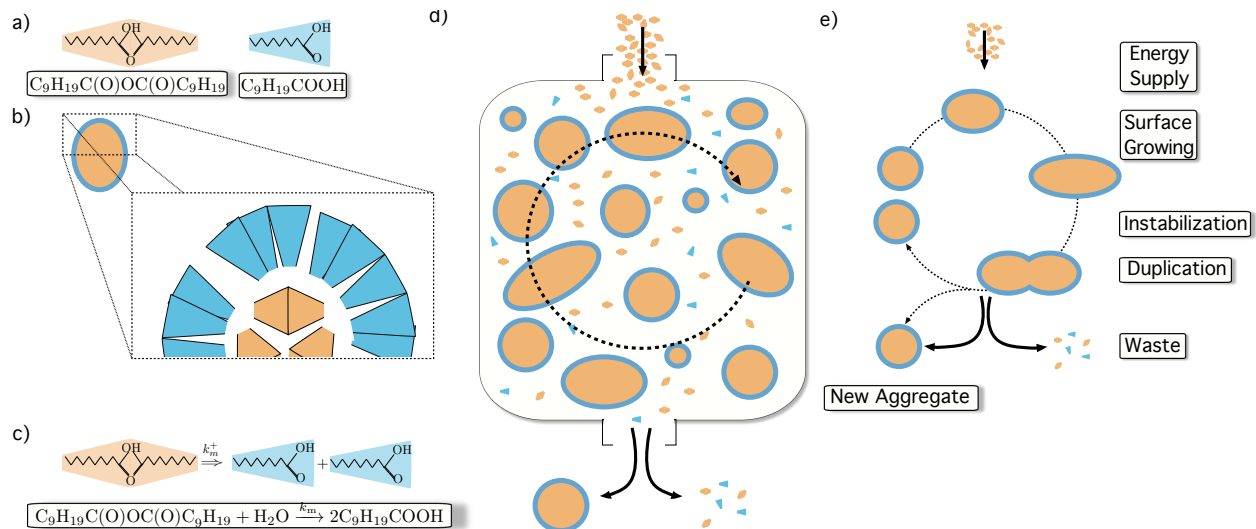 a)
OH
O
OH
O
C₉H₁₉C(O)OC(O)C₉H₁₉
C₉H₁₉COOH
b)
c)
OH
O
k⁺ₘ
⇒
OH
O
+
OH
O
C₉H₁₉C(O)OC(O)C₉H₁₉ + H₂O —kₘ→ 2C₉H₁₉COOH
d)
e)
Energy
Supply
Surface
Growing
Instabilization
Duplication
Waste
New Aggregate